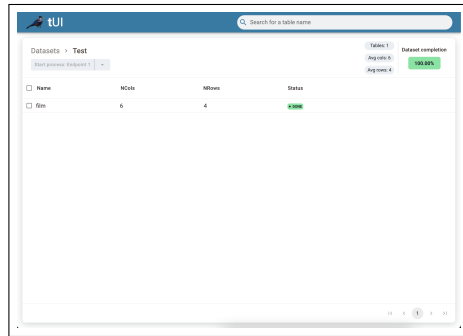 tUI
Search for a table name
Datasets > Test
Tables: 1
Avg cols: 6
Avg rows: 4
Dataset completion
100.00%
Start process: Endpoint 1
Name NCols NRows Status
film 6 4 DONE
1